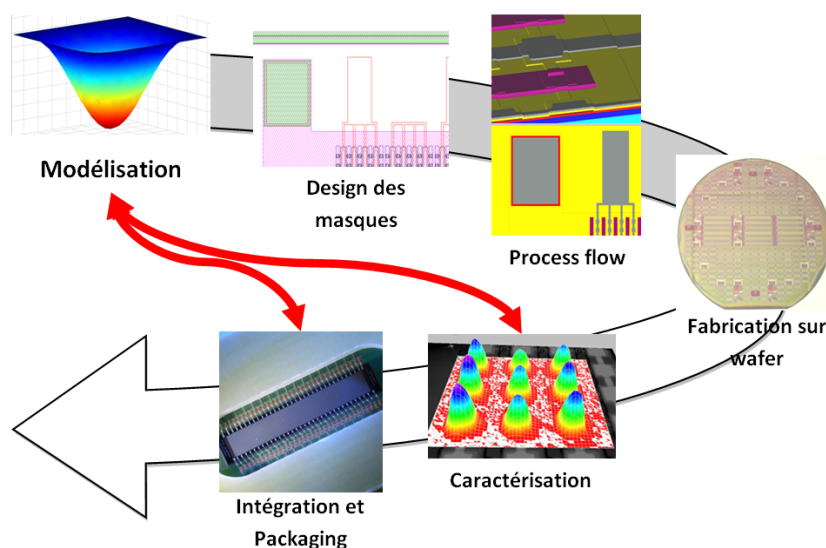 Modélisation
Design des
masques
Process flow
Fabrication sur
wafer
Caractérisation
Intégration et
Packaging